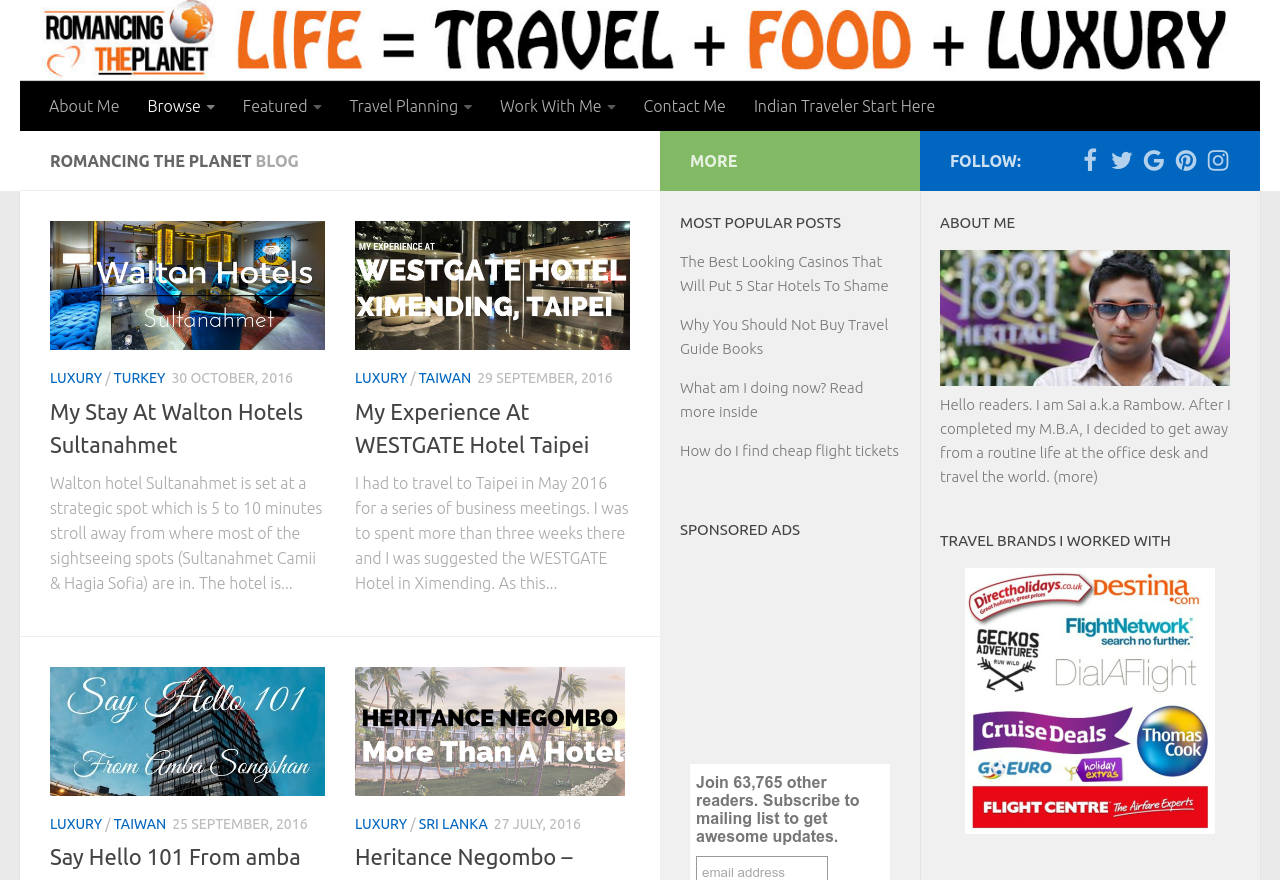 ROMANCING
THEPLANET
LIFE = TRAVEL + FOOD + LUXURY
About Me Browse Featured Travel Planning Work With Me Contact Me Indian Traveler Start Here
ROMANCING THE PLANET BLOG
MORE
FOLLOW:
Walton Hotels
Sultanahmet
LUXURY / TURKEY 30 OCTOBER, 2016
My Stay At Walton Hotels
Sultanahmet
Walton hotel Sultanahmet is set at a
strategic spot which is 5 to 10 minutes
stroll away from where most of the
sightseeing spots (Sultanahmet Camii
& Hagia Sofia) are in. The hotel is...
MY EXPERIENCE AT
WESTGATE HOTEL
XIMENDING, TAIPEI
LUXURY / TAIWAN 29 SEPTEMBER, 2016
My Experience At
WESTGATE Hotel Taipei
I had to travel to Taipei in May 2016
for a series of business meetings. I was
to spent more than three weeks there
and I was suggested the WESTGATE
Hotel in Ximending. As this...
Say Hello 101
From Amba Songshan
LUXURY / TAIWAN 25 SEPTEMBER, 2016
Say Hello 101 From amba
HERITANCE NEGOMBO
More Than A Hotel
LUXURY / SRI LANKA 27 JULY, 2016
Heritance Negombo –
MOST POPULAR POSTS
The Best Looking Casinos That
Will Put 5 Star Hotels To Shame
Why You Should Not Buy Travel
Guide Books
What am I doing now? Read
more inside
How do I find cheap flight tickets
SPONSORED ADS
Join 63,765 other
readers. Subscribe to
mailing list to get
awesome updates.
email address
ABOUT ME
1881
HERITAGE
Hello readers. I am Sai a.k.a Rambow. After I
completed my M.B.A, I decided to get away
from a routine life at the office desk and
travel the world. (more)
TRAVEL BRANDS I WORKED WITH
Directholidays.co.uk
Great holidays, great prices
DESTINIA
.com
GECKOS
ADVENTURES
RUN WILD
FLIGHTNETWORK
search no further.
DialAFlight
CruiseDeals
Thomas
Cook
GOEURO
holiday
extras
FLIGHT CENTRE The Airfare Experts